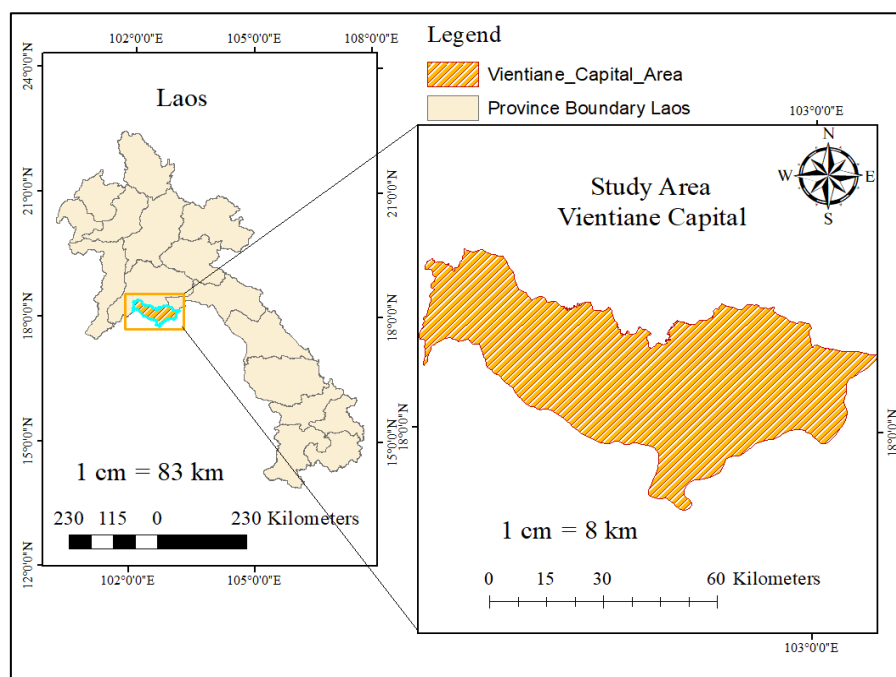 102°0'0"E 105°0'0"E 108°0'0"E
24°0'0"N
21°0'0"N
18°0'0"N
15°0'0"N
12°0'0"N
Laos
21°0'0"N
18°0'0"N
15°0'0"N
1 cm = 83 km
230 115 0 230 Kilometers
102°0'0"E 105°0'0"E
Legend
Vientiane_Capital_Area
Province Boundary Laos
103°0'0"E
N
W E
S
Study Area
Vientiane Capital
18°0'0"N
18°0'0"N
1 cm = 8 km
0 15 30 60 Kilometers
103°0'0"E